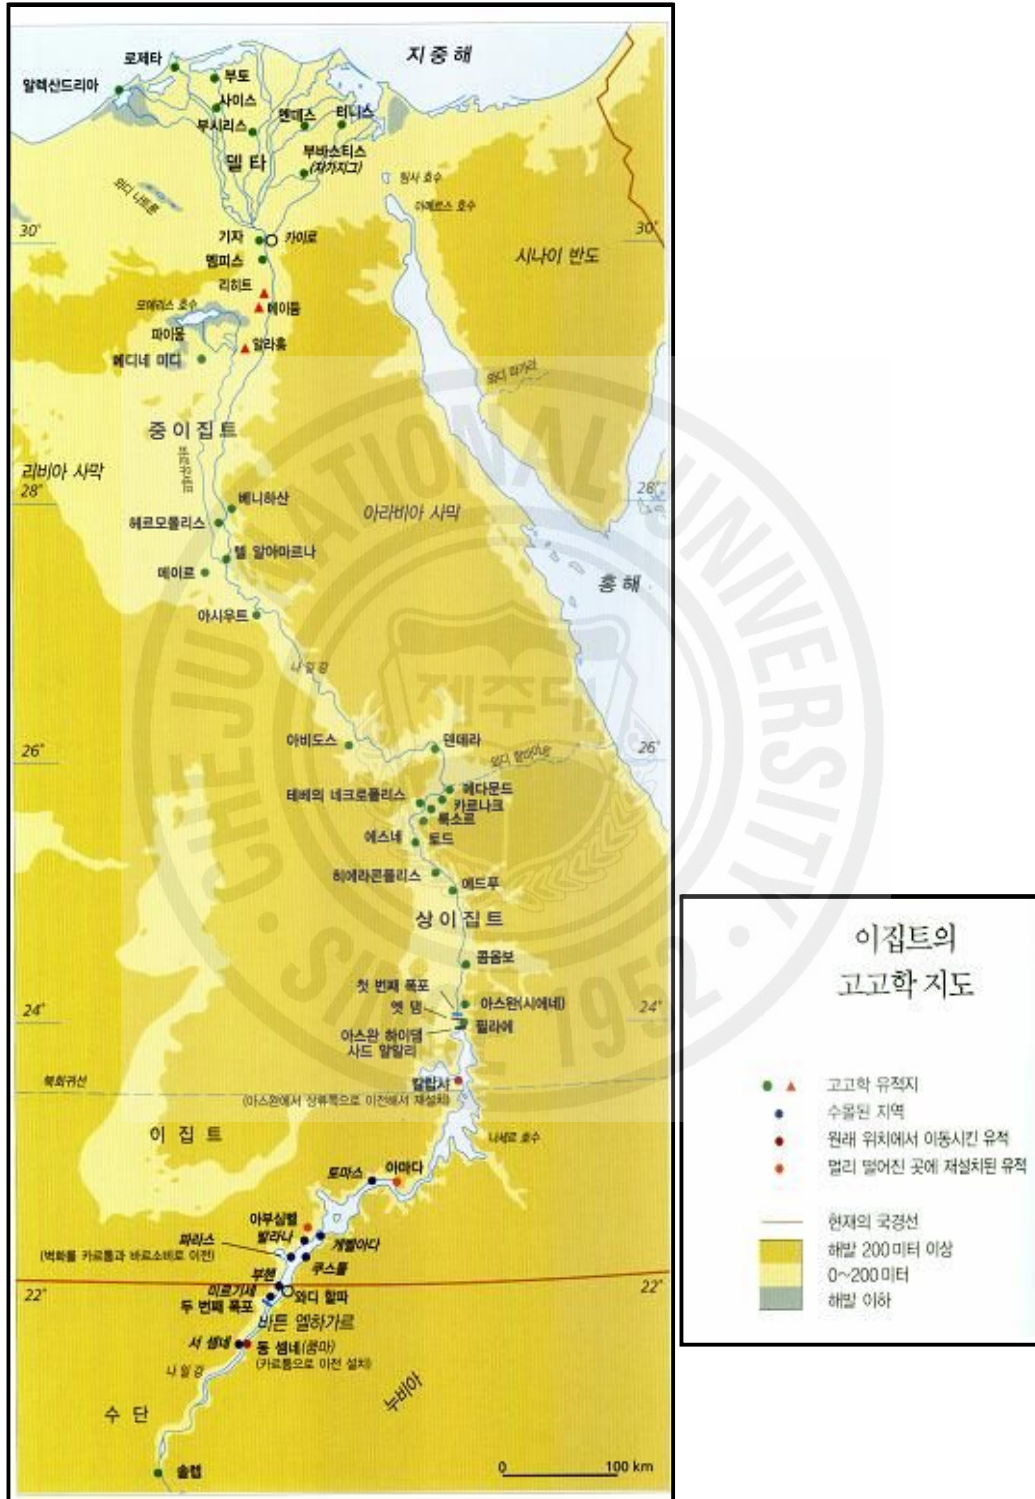 지중해
로제타
알렉산드리아
부토
사이스
부시리스
멘데스
타니스
델타
부바스티스
(자가지그)
와디 나트룬
팀사 호수
아메르스 호수
30°
30°
기자
카이로
멤피스
시나이 반도
리히트
메이둠
모에리스 호수
파이윰
알라훈
메디네 마디
와디 마가라
중이집트
바르유세프
리비아 사막
28°
28°
아라비아 사막
베니하산
헤르모폴리스
텔 알아마르나
메이르
홍해
아시우트
나일강
아비도스
덴데라
26°
26°
와디 함마마트
메다문드
테베의 네크로폴리스
카르나크
룩소르
에스네
토드
히에라콘폴리스
에드푸
상이집트
콤옴보
첫 번째 폭포
아스완(시에네)
옛 댐
24°
24°
필라에
아스완 하이댐
사드 알알리
북회귀선
칼랍샤
(아스완에서 상류쪽으로 이전해서 재설치)
이집트
나세르 호수
토마스
아마다
아부심벨
발라나
파라스
(벽화를 카르툼과 바르소바로 이전)
게벨아다
쿠스툴
부헨
22°
22°
미르기세
와디 할파
두 번째 폭포
바튼 엘하가르
서 셈네
동 셈네(쿰마)
(카르툼으로 이전 설치)
나일강
누비아
수단
솔렙
0 100 km
이집트의
고고학 지도
고고학 유적지
수몰된 지역
원래 위치에서 이동시킨 유적
멀리 떨어진 곳에 재설치된 유적
현재의 국경선
해발 200미터 이상
0~200미터
해발 이하
CHEJU NATIONAL UNIVERSITY
제주대
SINCE 1952